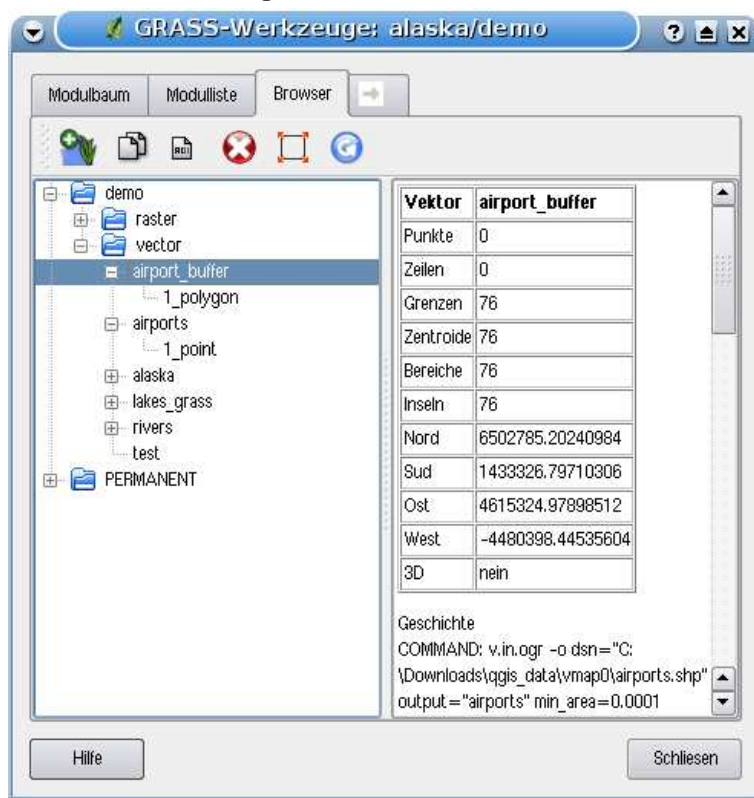 GRASS-Werkzeuge: alaska/demo
Modulbaum Modulliste Browser
demo
raster
vector
airport_buffer
1_polygon
airports
1_point
alaska
lakes_grass
rivers
test
PERMANENT
Vektor airport_buffer
Punkte 0
Zeilen 0
Grenzen 76
Zentroide 76
Bereiche 76
Inseln 76
Nord 6502785.20240984
Sud 1433326.79710306
Ost 4615324.97898512
West -4480398.44535604
3D nein
Geschichte
COMMAND: v.in.ogr -o dsn="C:
\Downloads\qgis_data\vmap0\airports.shp"
output="airports" min_area=0.0001
Hilfe Schliesen